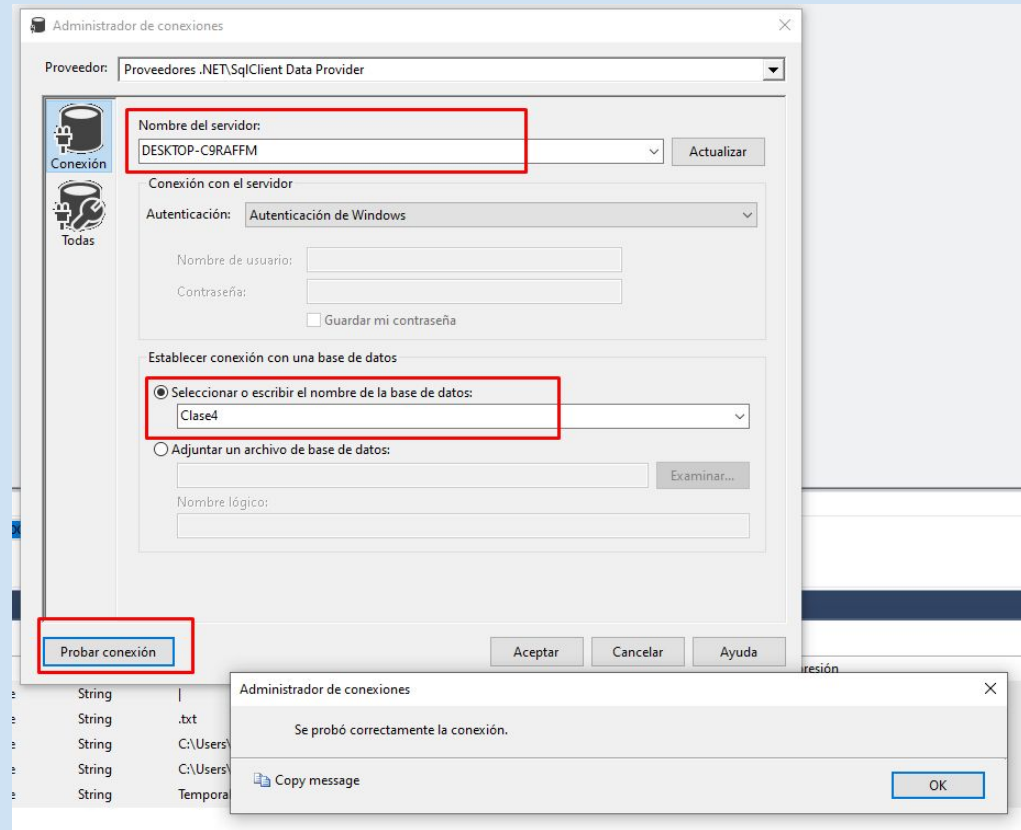 Administrador de conexiones
Proveedor: Proveedores .NET\SqlClient Data Provider
Conexión
Todas
Nombre del servidor:
DESKTOP-C9RAFFM
Actualizar
Conexión con el servidor
Autenticación: Autenticación de Windows
Nombre de usuario:
Contraseña:
Guardar mi contraseña
Establecer conexión con una base de datos
Seleccionar o escribir el nombre de la base de datos:
Clase4
Adjuntar un archivo de base de datos:
Examinar...
Nombre lógico:
Probar conexión
Aceptar
Cancelar
Ayuda
String |
String .txt
String C:\Users\
String C:\Users\
String
Administrador de conexiones
Se probó correctamente la conexión.
Copy message
OK